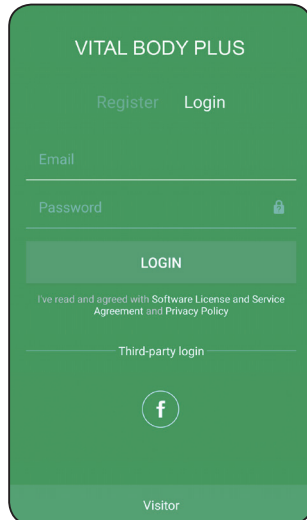 VITAL BODY PLUS
Register Login
Email
Password
LOGIN
I've read and agreed with Software License and Service
Agreement and Privacy Policy
Third-party login
f
Visitor